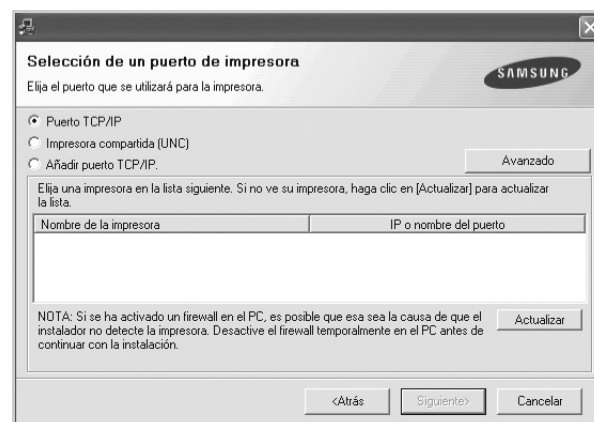 Selección de un puerto de impresora
Elija el puerto que se utilizará para la impresora.
SAMSUNG
Puerto TCP/IP
Impresora compartida (UNC)
Añadir puerto TCP/IP.
Avanzado
Elija una impresora en la lista siguiente. Si no ve su impresora, haga clic en [Actualizar] para actualizar
la lista.
Nombre de la impresora
IP o nombre del puerto
NOTA: Si se ha activado un firewall en el PC, es posible que esa sea la causa de que el
instalador no detecte la impresora. Desactive el firewall temporalmente en el PC antes de
continuar con la instalación.
Actualizar
<Atrás
Siguiente>
Cancelar